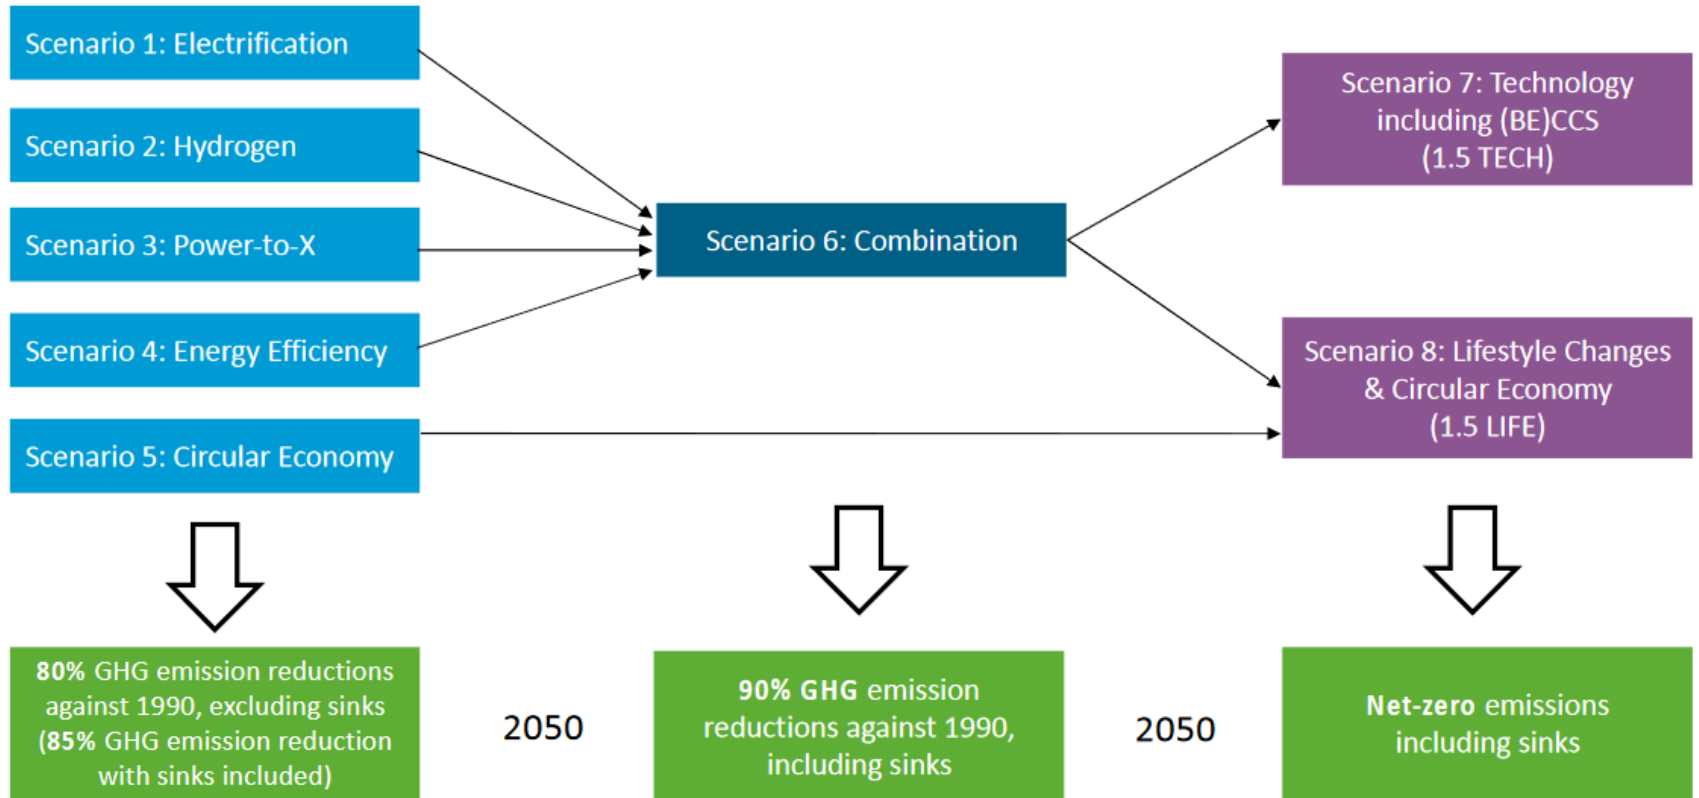 Scenario 1: Electrification
Scenario 2: Hydrogen
Scenario 3: Power-to-X
Scenario 4: Energy Efficiency
Scenario 5: Circular Economy
Scenario 6: Combination
Scenario 7: Technology
including (BE)CCS
(1.5 TECH)
Scenario 8: Lifestyle Changes
& Circular Economy
(1.5 LIFE)
80% GHG emission reductions
against 1990, excluding sinks
(85% GHG emission reduction
with sinks included)
2050
90% GHG emission
reductions against 1990,
including sinks
2050
Net-zero emissions
including sinks